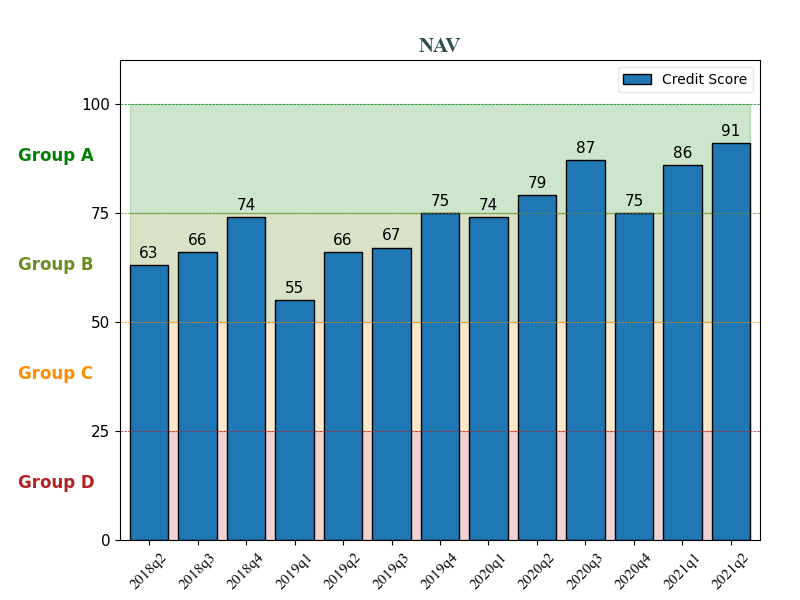 NAV
Credit Score
100
Group A
91
87
86
79
75
74
75
74
75
67
66
66
63
Group B
55
50
Group C
25
Group D
0
2018q2
2018q3
2018q4
2019q1
2019q2
2019q3
2019q4
2020q1
2020q2
2020q3
2020q4
2021q1
2021q2